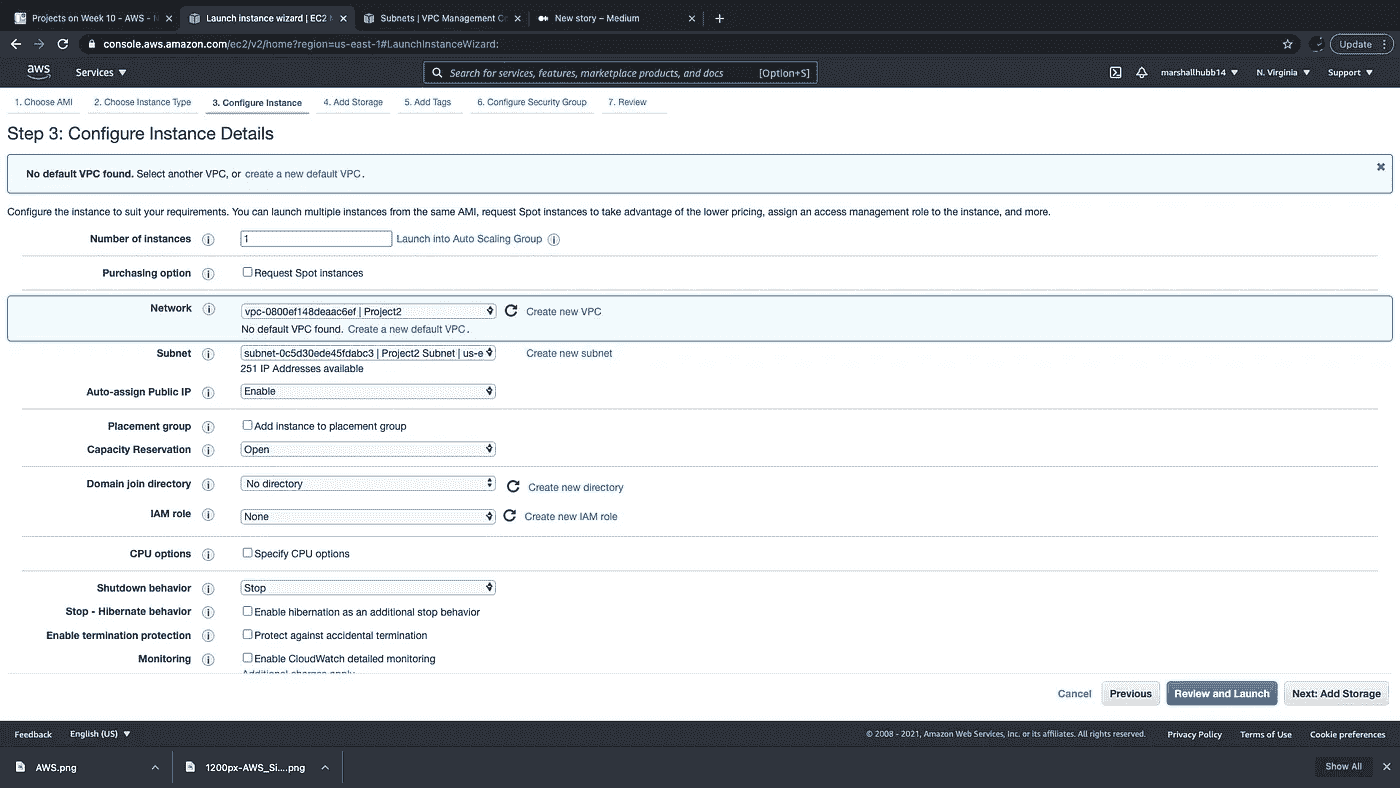 Projects on Week 10 - AWS - N
Launch instance wizard | EC2 M
Subnets | VPC Management Co
New story – Medium
console.aws.amazon.com/ec2/v2/home?region=us-east-1#LaunchInstanceWizard:
Update
aws
Services
Search for services, features, marketplace products, and docs
[Option+S]
marshallhubb14
N. Virginia
Support
1. Choose AMI
2. Choose Instance Type
3. Configure Instance
4. Add Storage
5. Add Tags
6. Configure Security Group
7. Review
Step 3: Configure Instance Details
No default VPC found. Select another VPC, or create a new default VPC.
Configure the instance to suit your requirements. You can launch multiple instances from the same AMI, request Spot instances to take advantage of the lower pricing, assign an access management role to the instance, and more.
Number of instances
1
Launch into Auto Scaling Group
Purchasing option
Request Spot instances
Network
vpc-0800ef148deaac6ef | Project2
Create new VPC
No default VPC found. Create a new default VPC.
Subnet
subnet-0c5d30ede45fdabc3 | Project2 Subnet | us-e
Create new subnet
251 IP Addresses available
Auto-assign Public IP
Enable
Placement group
Add instance to placement group
Capacity Reservation
Open
Domain join directory
No directory
Create new directory
IAM role
None
Create new IAM role
CPU options
Specify CPU options
Shutdown behavior
Stop
Stop - Hibernate behavior
Enable hibernation as an additional stop behavior
Enable termination protection
Protect against accidental termination
Monitoring
Enable CloudWatch detailed monitoring
Additional charges apply.
Cancel
Previous
Review and Launch
Next: Add Storage
Feedback
English (US)
© 2008 - 2021, Amazon Web Services, Inc. or its affiliates. All rights reserved.
Privacy Policy
Terms of Use
Cookie preferences
AWS.png
1200px-AWS_Si....png
Show All